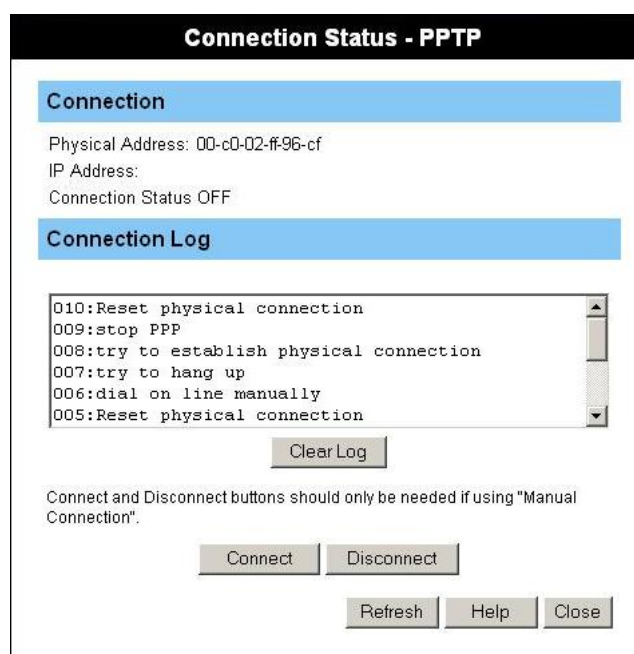 Connection Status - PPTP
Connection
Physical Address: 00-c0-02-ff-96-cf
IP Address:
Connection Status OFF
Connection Log
010:Reset physical connection
009:stop PPP
008:try to establish physical connection
007:try to hang up
006:dial on line manually
005:Reset physical connection
Clear Log
Connect and Disconnect buttons should only be needed if using "Manual
Connection".
Connect Disconnect
Refresh Help Close